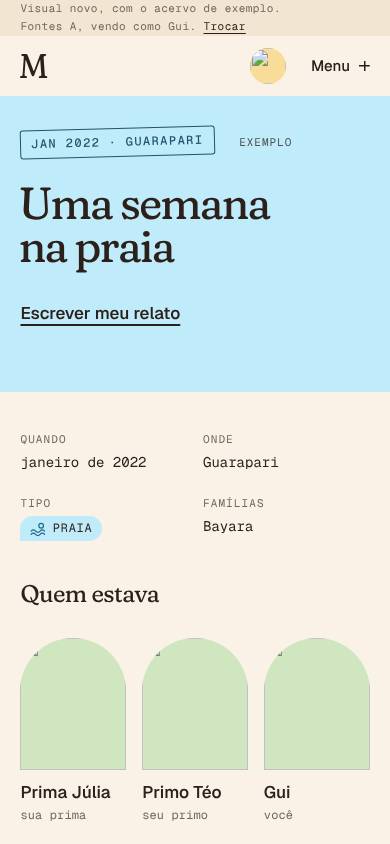 Visual novo, com o acervo de exemplo.
Fontes A, vendo como Gui. Trocar
M
Menu +
JAN 2022 · GUARAPARI
EXEMPLO
Uma semana
na praia
Escrever meu relato
QUANDO
ONDE
janeiro de 2022
Guarapari
TIPO
FAMÍLIAS
PRAIA
Bayara
Quem estava
Prima Júlia
Primo Téo
Gui
sua prima
seu primo
você